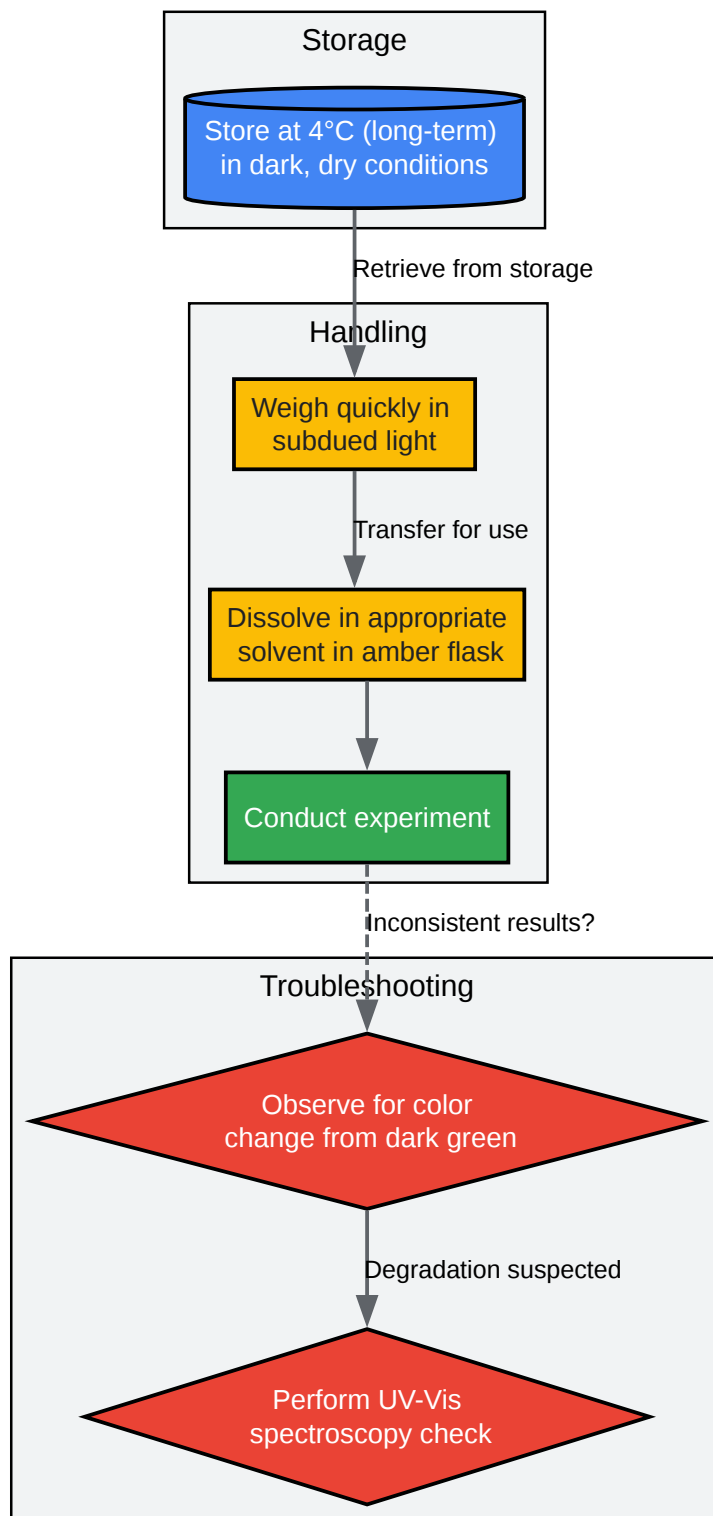 Storage
Store at 4°C (long-term)
in dark, dry conditions
Retrieve from storage
Handling
Weigh quickly in
subdued light
Transfer for use
Dissolve in appropriate
solvent in amber flask
Conduct experiment
Inconsistent results?
Troubleshooting
Observe for color
change from dark green
Degradation suspected
Perform UV-Vis
spectroscopy check